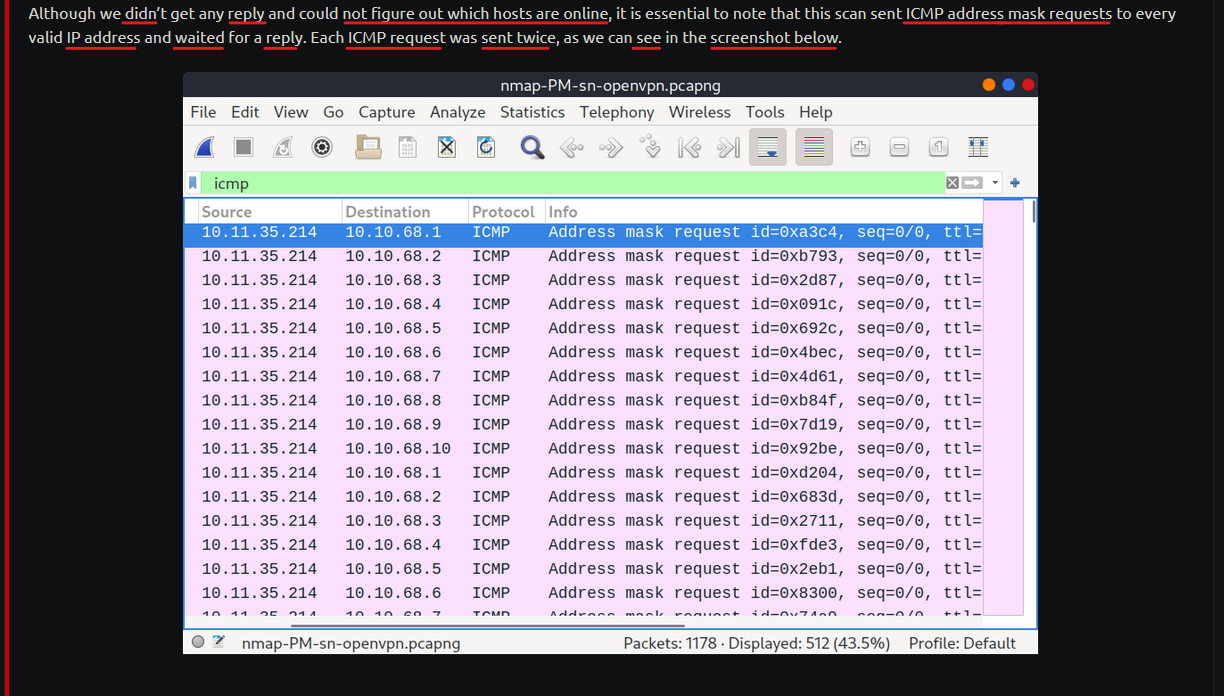 Although we didn't get any reply and could not figure out which hosts are online, it is essential to note that this scan sent ICMP address mask requests to every
valid IP address and waited for a reply. Each ICMP request was sent twice, as we can see in the screenshot below.
nmap-PM-sn-openvpn.pcapng
File Edit View Go Capture Analyze Statistics Telephony Wireless Tools Help
icmp
Source Destination Protocol Info
10.11.35.214 10.10.68.1 ICMP Address mask request id=0xa3c4, seq=0/0, ttl=
10.11.35.214 10.10.68.2 ICMP Address mask request id=0xb793, seq=0/0, ttl=
10.11.35.214 10.10.68.3 ICMP Address mask request id=0x2d87, seq=0/0, ttl=
10.11.35.214 10.10.68.4 ICMP Address mask request id=0x091c, seq=0/0, ttl=
10.11.35.214 10.10.68.5 ICMP Address mask request id=0x692c, seq=0/0, ttl=
10.11.35.214 10.10.68.6 ICMP Address mask request id=0x4bec, seq=0/0, ttl=
10.11.35.214 10.10.68.7 ICMP Address mask request id=0x4d61, seq=0/0, ttl=
10.11.35.214 10.10.68.8 ICMP Address mask request id=0xb84f, seq=0/0, ttl=
10.11.35.214 10.10.68.9 ICMP Address mask request id=0x7d19, seq=0/0, ttl=
10.11.35.214 10.10.68.10 ICMP Address mask request id=0x92be, seq=0/0, ttl=
10.11.35.214 10.10.68.1 ICMP Address mask request id=0xd204, seq=0/0, ttl=
10.11.35.214 10.10.68.2 ICMP Address mask request id=0x683d, seq=0/0, ttl=
10.11.35.214 10.10.68.3 ICMP Address mask request id=0x2711, seq=0/0, ttl=
10.11.35.214 10.10.68.4 ICMP Address mask request id=0xfde3, seq=0/0, ttl=
10.11.35.214 10.10.68.5 ICMP Address mask request id=0x2eb1, seq=0/0, ttl=
10.11.35.214 10.10.68.6 ICMP Address mask request id=0x8300, seq=0/0, ttl=
10.11.35.214 10.10.68.7 ICMP Address mask request seq=0/0, ttl=
nmap-PM-sn-openvpn.pcapng Packets: 1178 · Displayed: 512 (43.5%) Profile: Default